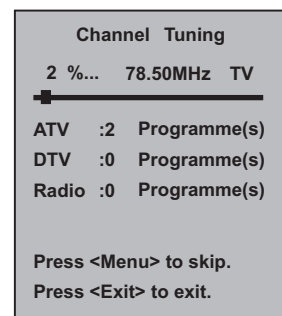 Channel Tuning
2 %... 78.50MHz TV
ATV :2 Programme(s)
DTV :0 Programme(s)
Radio :0 Programme(s)
Press <Menu> to skip.
Press <Exit> to exit.